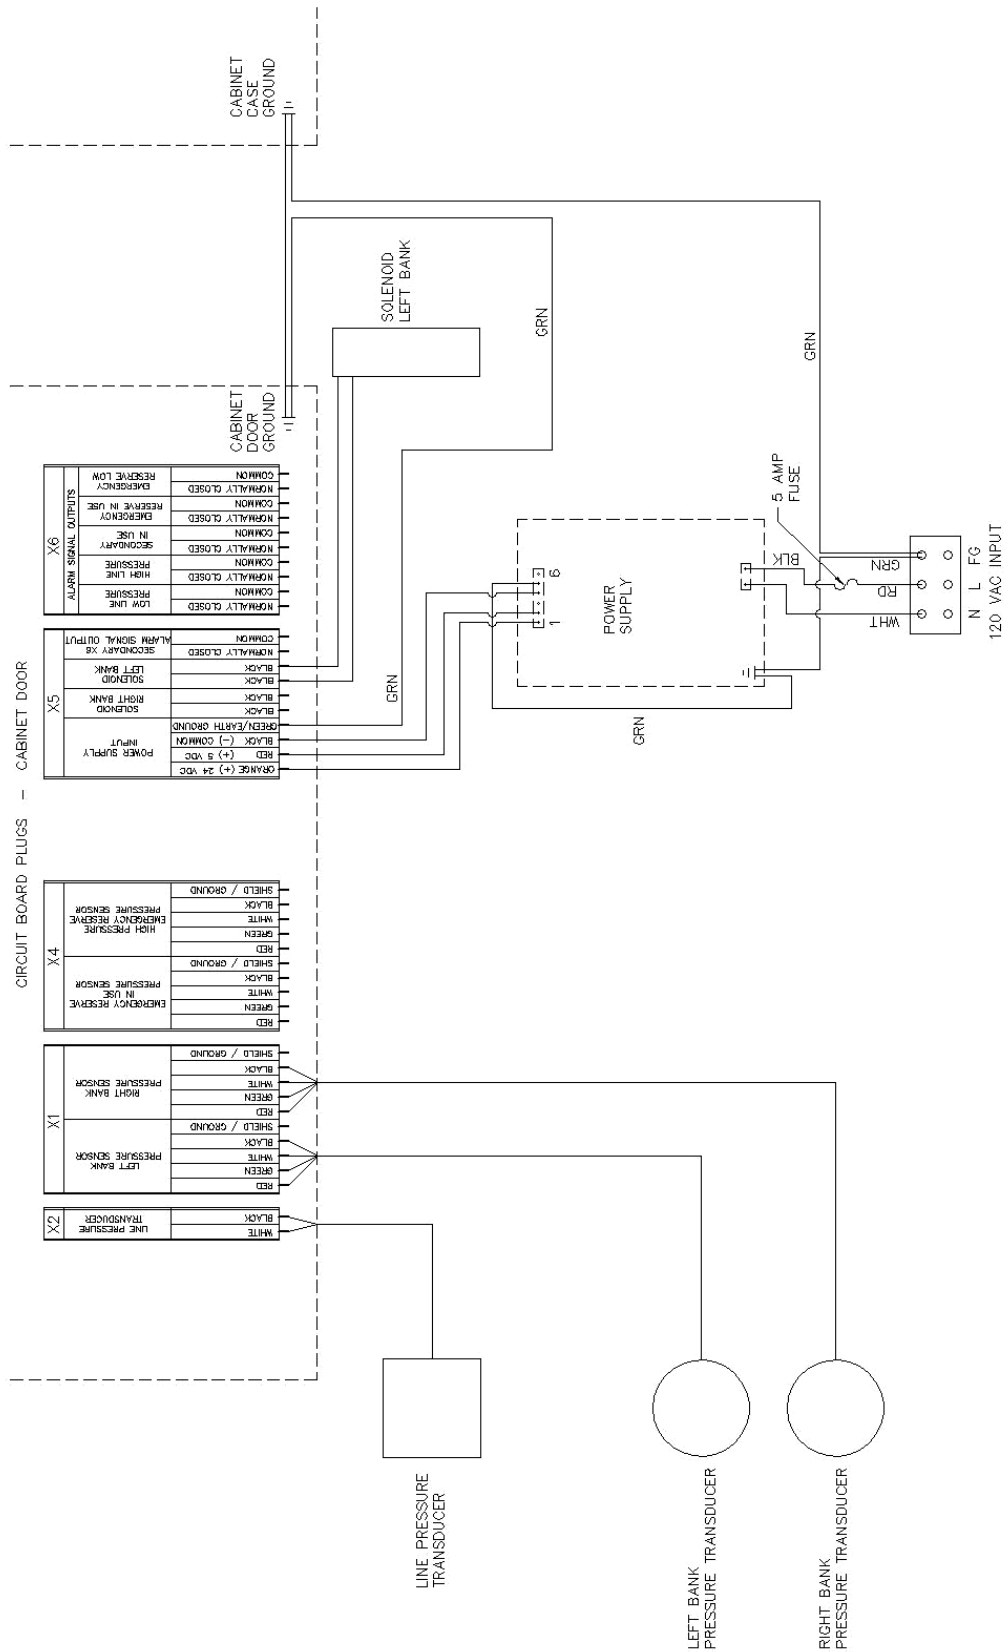 CIRCUIT BOARD PLUGS - CABINET DOOR
X2
LINE PRESSURE
TRANSDUCER
WHITE
BLACK
X1
LEFT BANK
PRESSURE SENSOR
RED
GREEN
WHITE
BLACK
SHIELD / GROUND
RIGHT BANK
PRESSURE SENSOR
RED
GREEN
WHITE
BLACK
SHIELD / GROUND
X4
EMERGENCY RESERVE
IN USE
PRESSURE SENSOR
RED
GREEN
WHITE
BLACK
SHIELD / GROUND
HIGH PRESSURE
EMERGENCY RESERVE
PRESSURE SENSOR
RED
GREEN
WHITE
BLACK
SHIELD / GROUND
X5
POWER SUPPLY
INPUT
ORANGE (+) 24 VDC
RED (+) 5 VDC
BLACK (-) COMMON
GREEN/EARTH GROUND
SOLENOID
RIGHT BANK
BLACK
BLACK
SOLENOID
LEFT BANK
BLACK
BLACK
SECONDARY X6
ALARM SIGNAL OUTPUT
NORMALLY CLOSED
COMMON
X6
ALARM SIGNAL OUTPUTS
LOW LINE
PRESSURE
NORMALLY CLOSED
COMMON
HIGH LINE
PRESSURE
NORMALLY CLOSED
COMMON
SECONDARY
IN USE
NORMALLY CLOSED
COMMON
EMERGENCY
RESERVE IN USE
NORMALLY CLOSED
COMMON
EMERGENCY
RESERVE LOW
NORMALLY CLOSED
COMMON
CABINET
DOOR
GROUND
CABINET
CASE
GROUND
SOLENOID
LEFT BANK
GRN
GRN
GRN
GRN
1
6
POWER
SUPPLY
BLK
5 AMP
FUSE
WHT
RD
GRN
N L FG
120 VAC INPUT
LINE PRESSURE
TRANSDUCER
LEFT BANK
PRESSURE TRANSDUCER
RIGHT BANK
PRESSURE TRANSDUCER